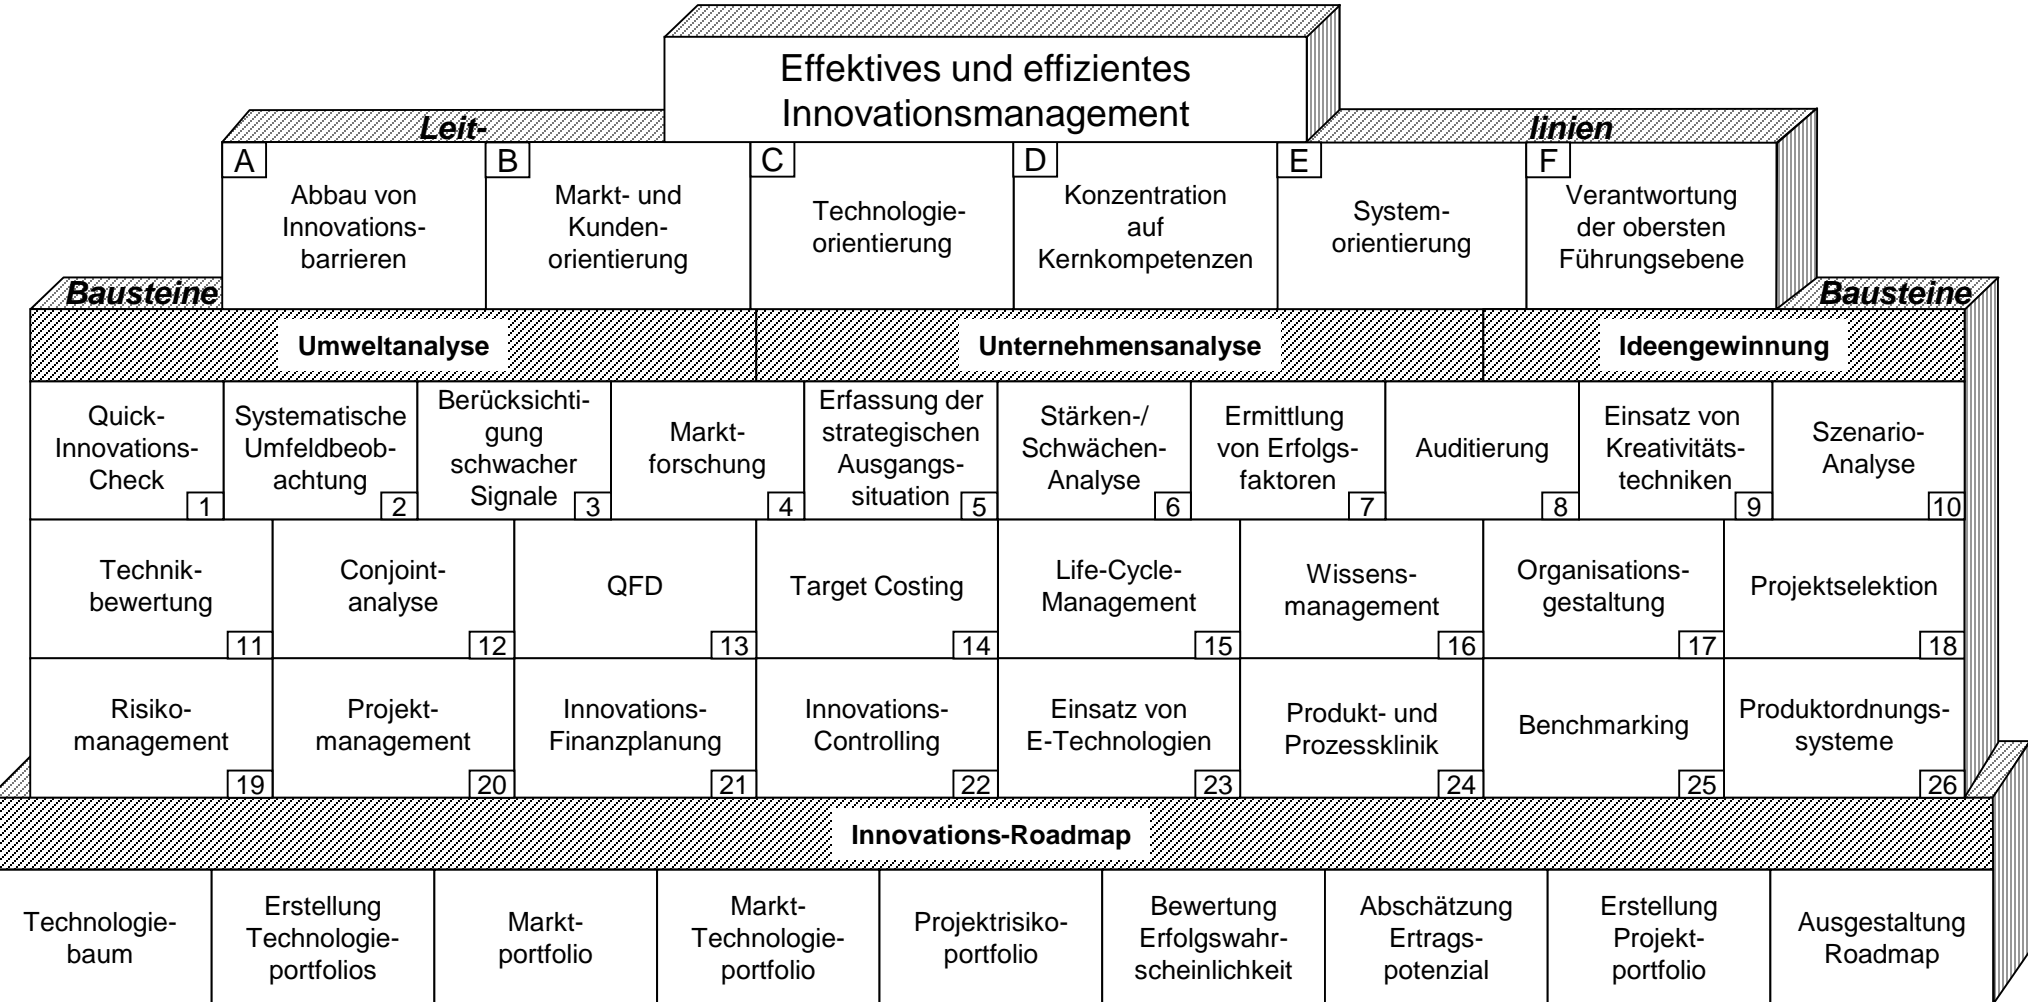 Effektives und effizientes
Innovationsmanagement
Leit-
linien
A
Abbau von
Innovations-
barrieren
B
Markt- und
Kunden-
orientierung
C
Technologie-
orientierung
D
Konzentration
auf
Kernkompetenzen
E
System-
orientierung
F
Verantwortung
der obersten
Führungsebene
Bausteine
Bausteine
Umweltanalyse
Unternehmensanalyse
Ideengewinnung
Quick-
Innovations-
Check
1
Systematische
Umfeldbeob-
achtung
2
Berücksichti-
gung
schwacher
Signale
3
Markt-
forschung
4
Erfassung der
strategischen
Ausgangs-
situation
5
Stärken-/
Schwächen-
Analyse
6
Ermittlung
von Erfolgs-
faktoren
7
Auditierung
8
Einsatz von
Kreativitäts-
techniken
9
Szenario-
Analyse
10
Technik-
bewertung
11
Conjoint-
analyse
12
QFD
13
Target Costing
14
Life-Cycle-
Management
15
Wissens-
management
16
Organisations-
gestaltung
17
Projektselektion
18
Risiko-
management
19
Projekt-
management
20
Innovations-
Finanzplanung
21
Innovations-
Controlling
22
Einsatz von
E-Technologien
23
Produkt- und
Prozessklinik
24
Benchmarking
25
Produktordnungs-
systeme
26
Innovations-Roadmap
Technologie-
baum
Erstellung
Technologie-
portfolios
Markt-
portfolio
Markt-
Technologie-
portfolio
Projektrisiko-
portfolio
Bewertung
Erfolgswahr-
scheinlichkeit
Abschätzung
Ertrags-
potenzial
Erstellung
Projekt-
portfolio
Ausgestaltung
Roadmap